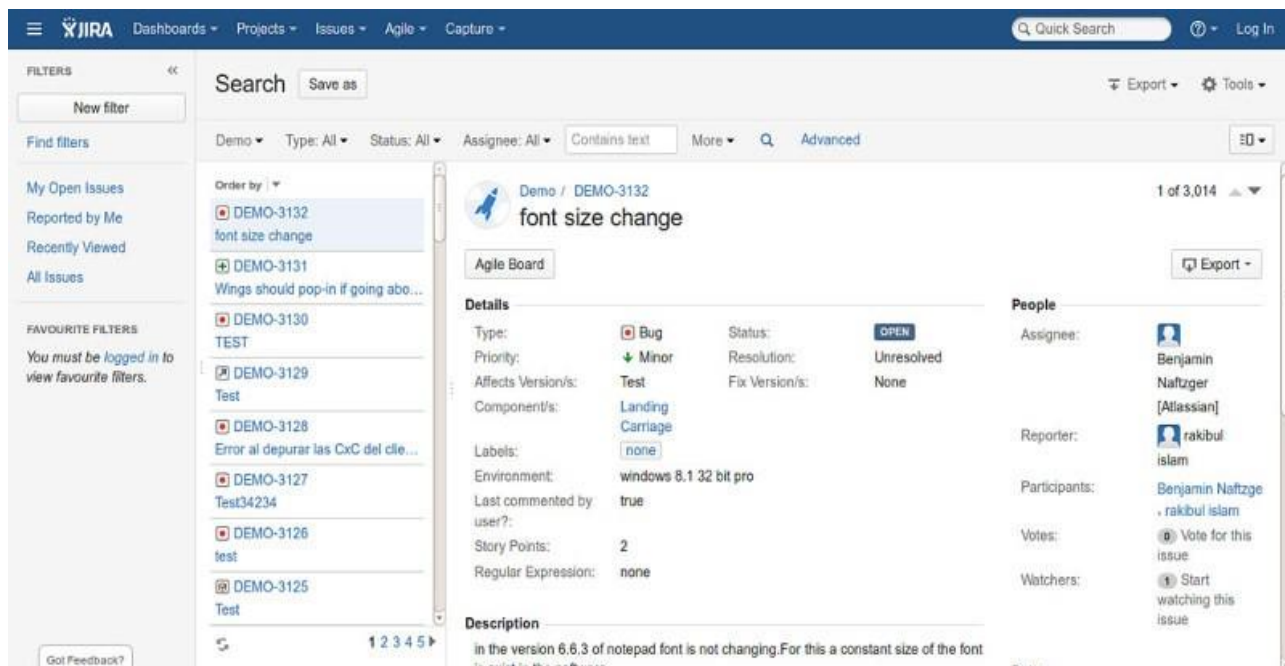 JIRA Dashboards Projects Issues Agile Capture Quick Search Log In
FILTERS
New filter
Find filters
My Open Issues
Reported by Me
Recently Viewed
All Issues
FAVOURITE FILTERS
You must be logged in to
view favourite filters.
Got Feedback?
Search Save as Export Tools
Demo Type: All Status: All Assignee: All Contains text More Advanced
Order by
DEMO-3132
font size change
DEMO-3131
Wings should pop-in if going abo...
DEMO-3130
TEST
DEMO-3129
Test
DEMO-3128
Error al depurar las CxC del clie...
DEMO-3127
Test34234
DEMO-3126
test
DEMO-3125
Test
1 2 3 4 5
Demo / DEMO-3132
font size change
1 of 3,014
Agile Board
Export
Details
Type: Bug Status: OPEN
Priority: Minor Resolution: Unresolved
Affects Version/s: Test Fix Version/s: None
Component/s: Landing
Carriage
Labels: none
Environment: windows 8.1 32 bit pro
Last commented by true
user?:
Story Points: 2
Regular Expression: none
Description
in the version 6.6.3 of notepad font is not changing.For this a constant size of the font
People
Assignee:
Benjamin
Naftzger
[Atlassian]
Reporter: rakibul
islam
Participants: Benjamin Naftzge
, rakibul islam
Votes: 0 Vote for this
issue
Watchers: 1 Start
watching this
issue